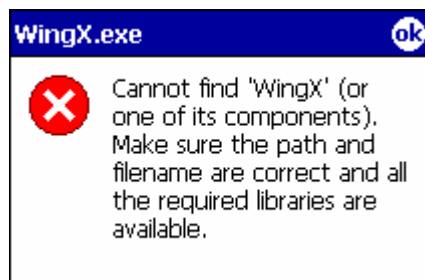 WingX.exe
ok
Cannot find 'WingX' (or
one of its components).
Make sure the path and
filename are correct and all
the required libraries are
available.